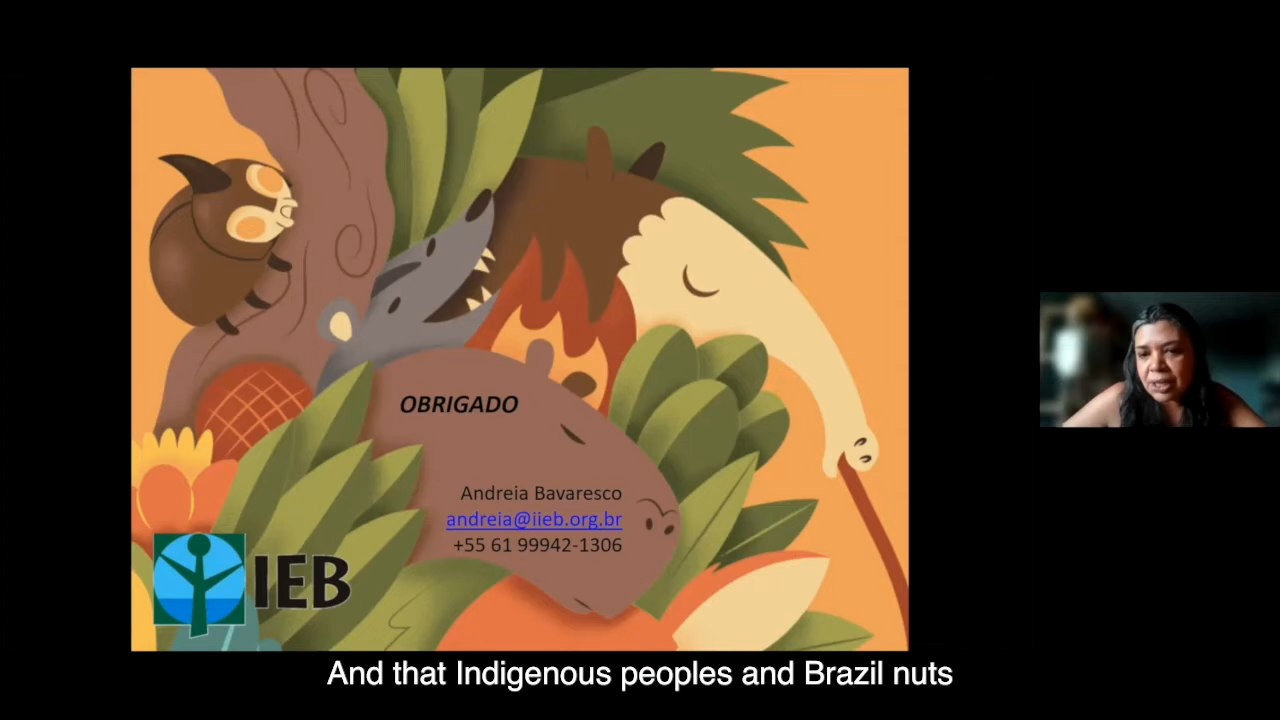 OBRIGADO
Andreia Bavaresco
andreia@iieb.org.br
+55 61 99942-1306
IEB
And that Indigenous peoples and Brazil nuts